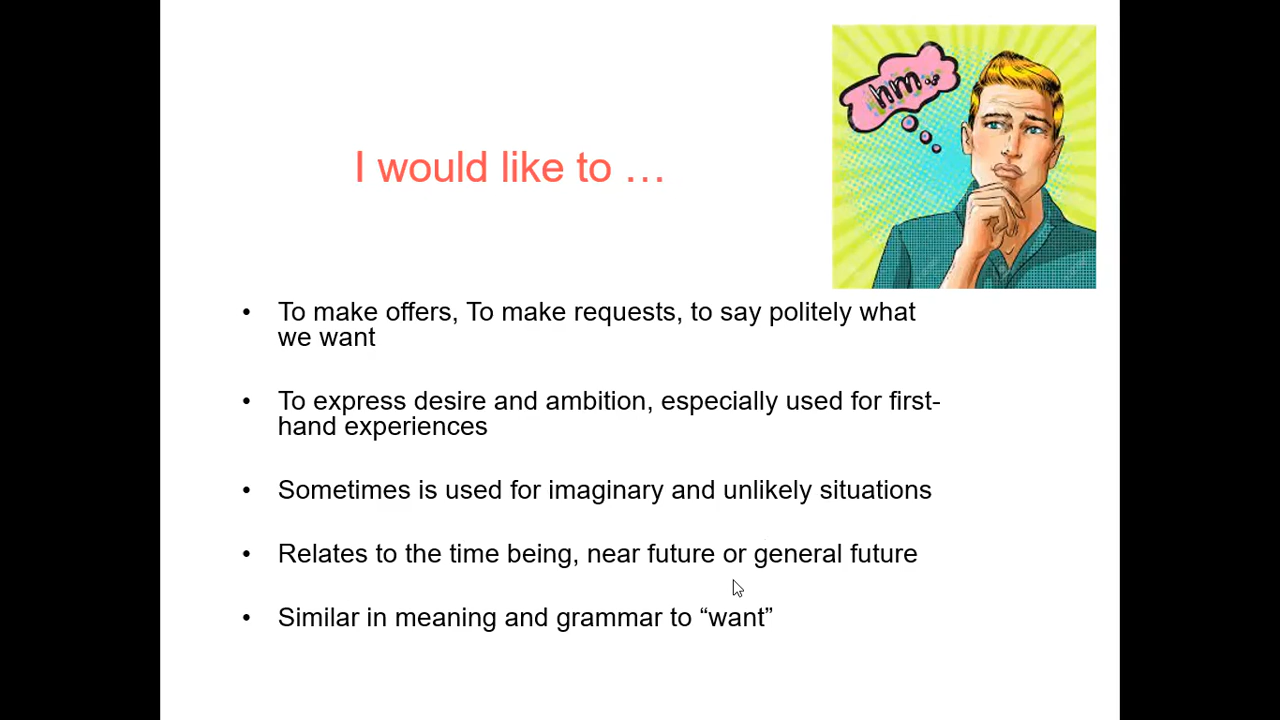 hm...
I would like to …
• To make offers, To make requests, to say politely what
we want
• To express desire and ambition, especially used for first-
hand experiences
• Sometimes is used for imaginary and unlikely situations
• Relates to the time being, near future or general future
• Similar in meaning and grammar to “want”